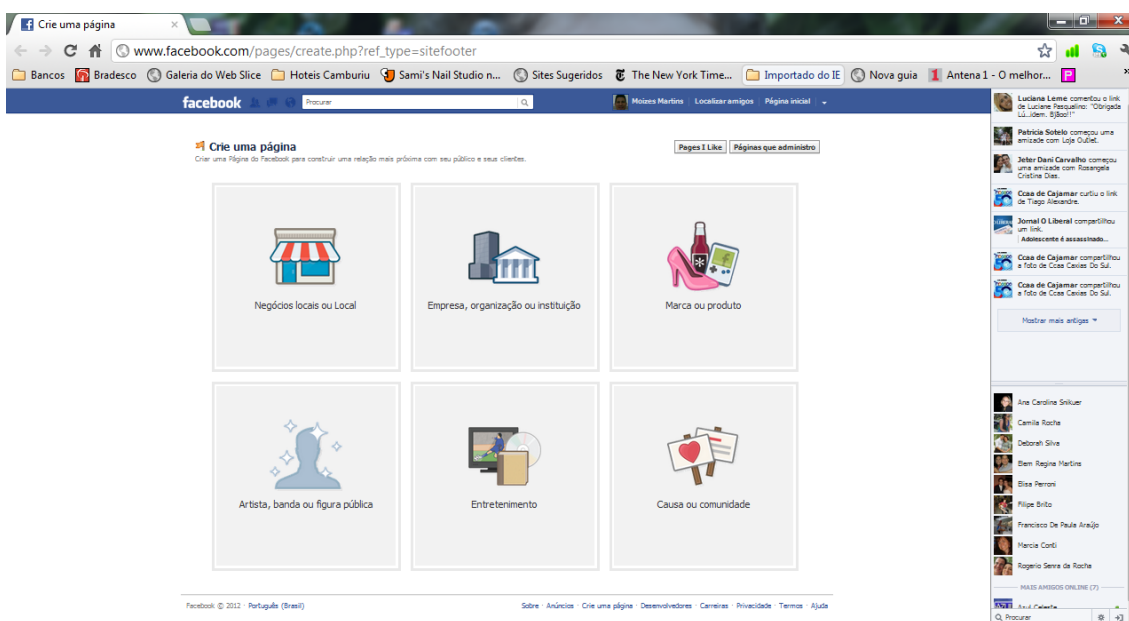 Crie uma página
www.facebook.com/pages/create.php?ref_type=sitefooter
Bancos Bradesco Galeria do Web Slice Hoteis Camburiu Sami's Nail Studio n... Sites Sugeridos The New York Time... Importado do IE Nova guia Antena 1 - O melhor...
facebook Procurar Moizes Martins Localizar amigos Página inicial
Crie uma página
Criar uma Página do Facebook para construir uma relação mais próxima com seu público e seus clientes.
Pages I Like Páginas que administro
Negócios locais ou Local
Empresa, organização ou instituição
Marca ou produto
Artista, banda ou figura pública
Entretenimento
Causa ou comunidade
Facebook © 2012 · Português (Brasil)
Sobre · Anúncios · Crie uma página · Desenvolvedores · Carreiras · Privacidade · Termos · Ajuda
Luciana Leme comentou o link
de Luciane Pasqualino: "Obrigada
Lú..idem. Bjãoo!!"
Patricia Sotelo começou uma
amizade com Loja Outlet.
Jeter Dani Carvalho começou
uma amizade com Rosangela
Cristina Dias.
Ccaa de Cajamar curtiu o link
de Tiago Alexandre.
Jornal O Liberal compartilhou
um link.
Adolescente é assassinado...
Ccaa de Cajamar compartilhou
a foto de Ccaa Caxias Do Sul.
Ccaa de Cajamar compartilhou
a foto de Ccaa Caxias Do Sul.
Mostrar mais antigas
Ana Carolina Snikuer
Camila Rocha
Deborah Silva
Elem Regina Martins
Elisa Perroni
Filipe Brito
Francisco De Paula Araújo
Marcia Conti
Rogerio Senra da Rocha
MAIS AMIGOS ONLINE (7)
Azul Celeste
Procurar